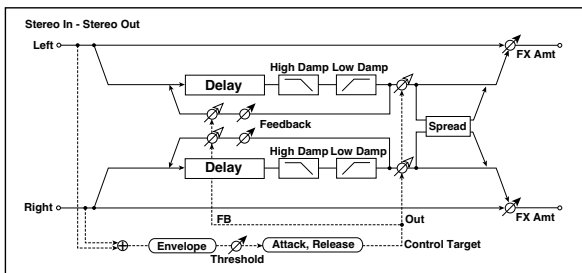 Stereo In - Stereo Out
Left
FX Amt
High Damp Low Damp
Delay
Feedback
Spread
High Damp Low Damp
Delay
Right
FX Amt
FB
Out
Envelope
Threshold
Attack, Release
Control Target